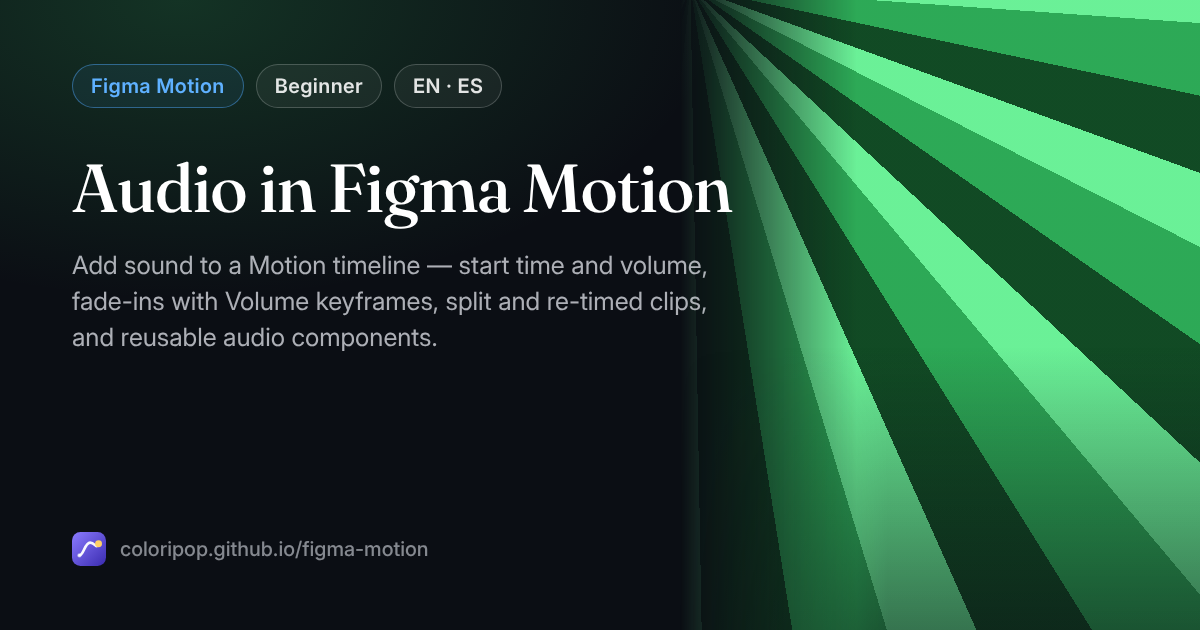 Figma Motion
Beginner
EN · ES
Audio in Figma Motion
Add sound to a Motion timeline — start time and volume,
fade-ins with Volume keyframes, split and re-timed clips,
and reusable audio components.
coloripop.github.io/figma-motion